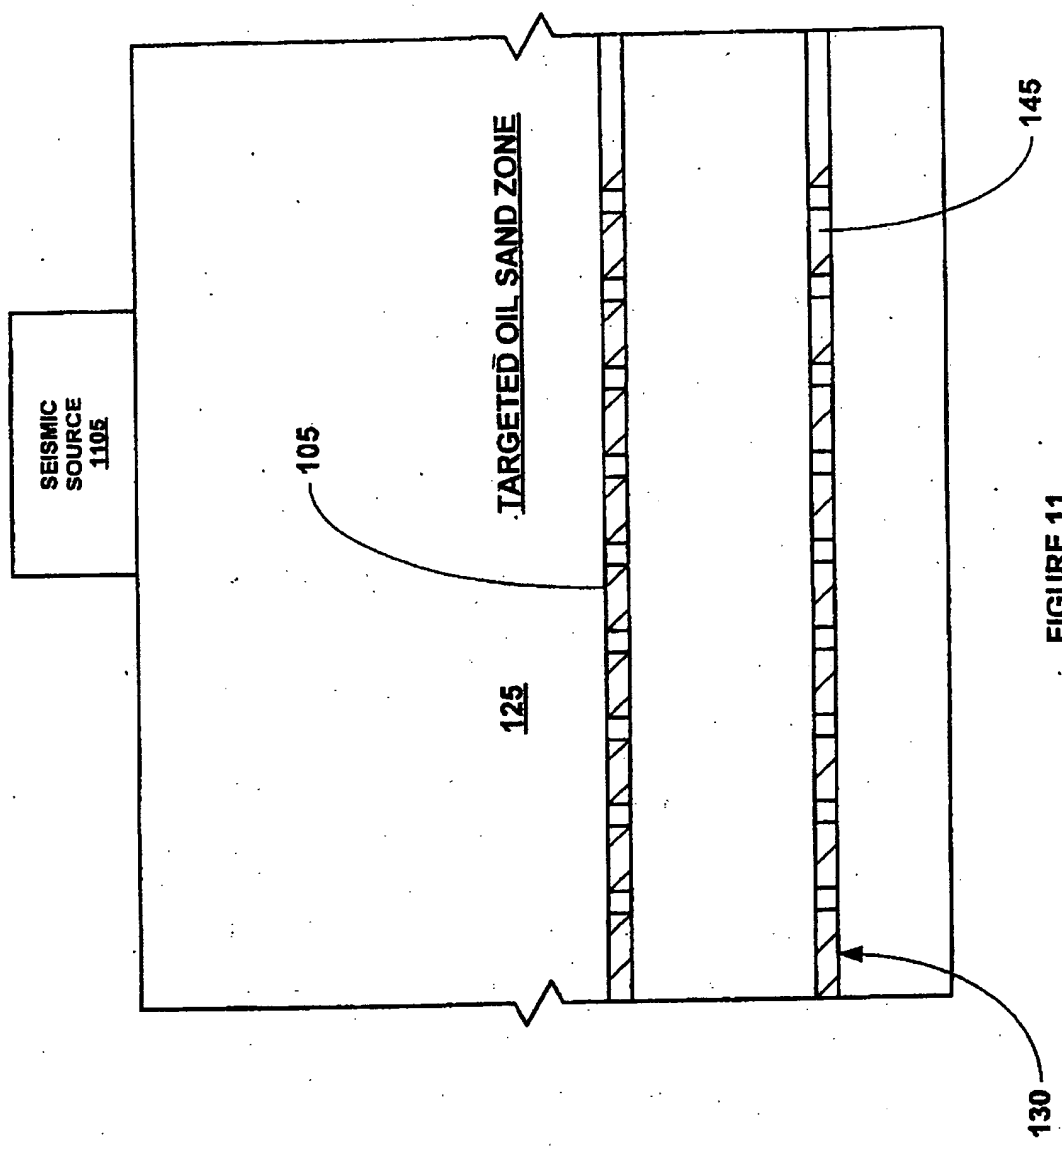 SEISMIC
SOURCE
1105
105
TARGETED OIL SAND ZONE
125
145
130
FIGURE 11